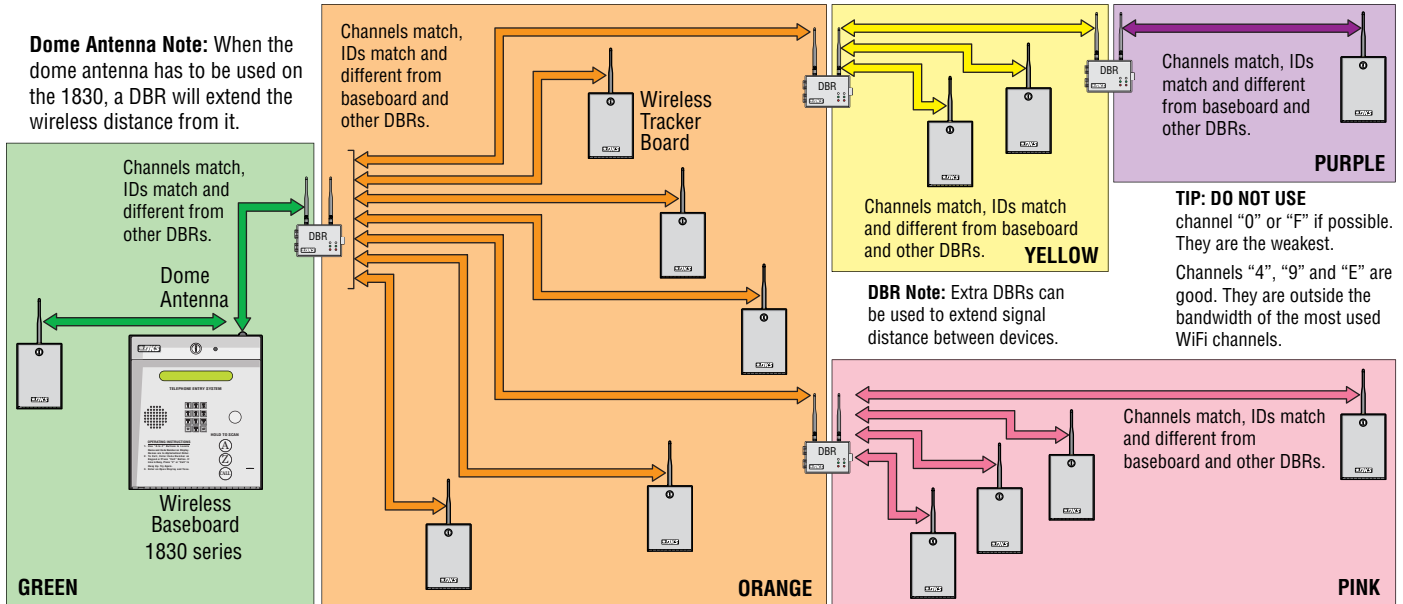 Dome Antenna Note: When the
dome antenna has to be used on
the 1830, a DBR will extend the
wireless distance from it.
Channels match,
IDs match and
different from
other DBRs.
DBR
Dome
Antenna
DKS
TELEPHONE ENTRY SYSTEM
HOLD TO SCAN
A
Z
CALL
OPERATING INSTRUCTIONS
Wireless
Baseboard
1830 series
GREEN
Channels match,
IDs match and
different from
baseboard and
other DBRs.
Wireless
Tracker
Board
ORANGE
DBR
Channels match, IDs match
and different from baseboard
and other DBRs.
YELLOW
DBR
Channels match, IDs
match and different
from baseboard and
other DBRs.
PURPLE
DBR Note: Extra DBRs can
be used to extend signal
distance between devices.
TIP: DO NOT USE
channel “0” or “F” if possible.
They are the weakest.
Channels “4”, “9” and “E” are
good. They are outside the
bandwidth of the most used
WiFi channels.
DBR
Channels match, IDs match
and different from
baseboard and other DBRs.
PINK